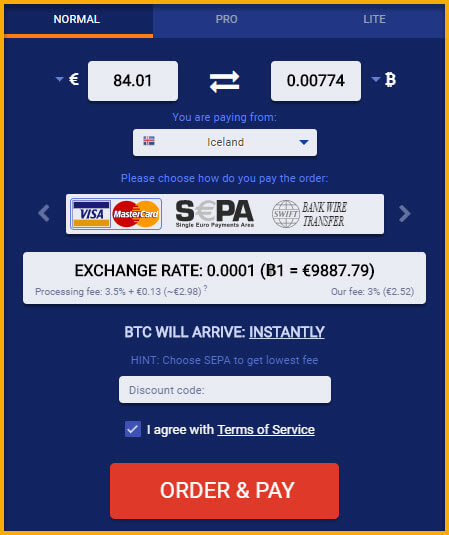 NORMAL PRO LITE
€ 84.01 0.00774 ₿
You are paying from:
Iceland
Please choose how do you pay the order:
VISA MasterCard S€PA SWIFT BANK WIRE
Single Euro Payments Area TRANSFER
EXCHANGE RATE: 0.0001 (₿1 = €9887.79)
Processing fee: 3.5% + €0.13 (~€2.98) ? Our fee: 3% (€2.52)
BTC WILL ARRIVE: INSTANTLY
HINT: Choose SEPA to get lowest fee
Discount code:
I agree with Terms of Service
ORDER & PAY